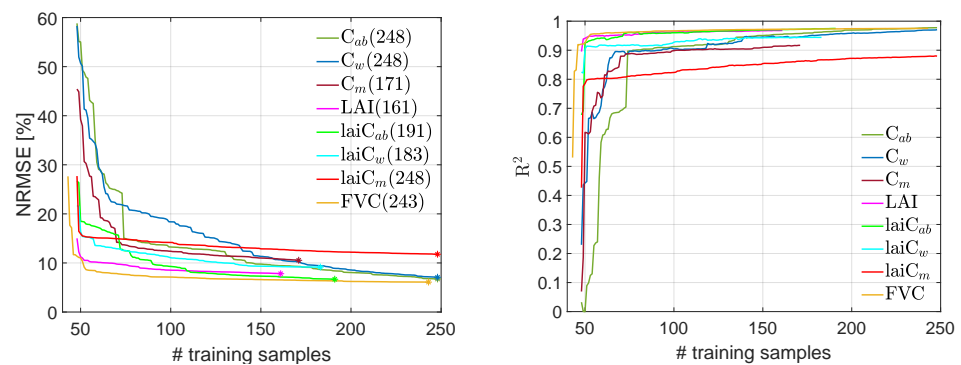 60
50
40
30
20
10
0
NRMSE [%]
50
100
150
200
250
# training samples
C_ab(248)
C_w(248)
C_m(171)
LAI(161)
laiC_ab(191)
laiC_w(183)
laiC_m(248)
FVC(243)
1
0.9
0.8
0.7
0.6
0.5
0.4
0.3
0.2
0.1
0
R²
50
100
150
200
250
# training samples
C_ab
C_w
C_m
LAI
laiC_ab
laiC_w
laiC_m
FVC